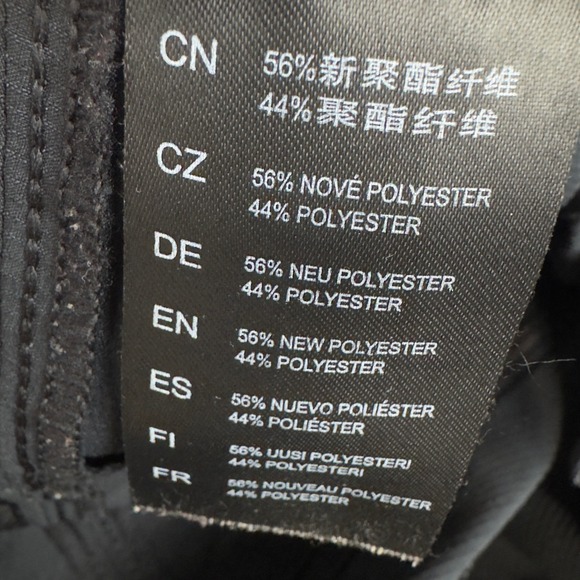 CN 56%新聚酯纤维
44%聚酯纤维
CZ 56% NOVÉ POLYESTER
44% POLYESTER
DE 56% NEU POLYESTER
44% POLYESTER
EN 56% NEW POLYESTER
44% POLYESTER
ES 56% NUEVO POLIÉSTER
44% POLIÉSTER
FI 56% UUSI POLYESTERI
44% POLYESTERI
FR 56% NOUVEAU POLYESTER
44% POLYESTER